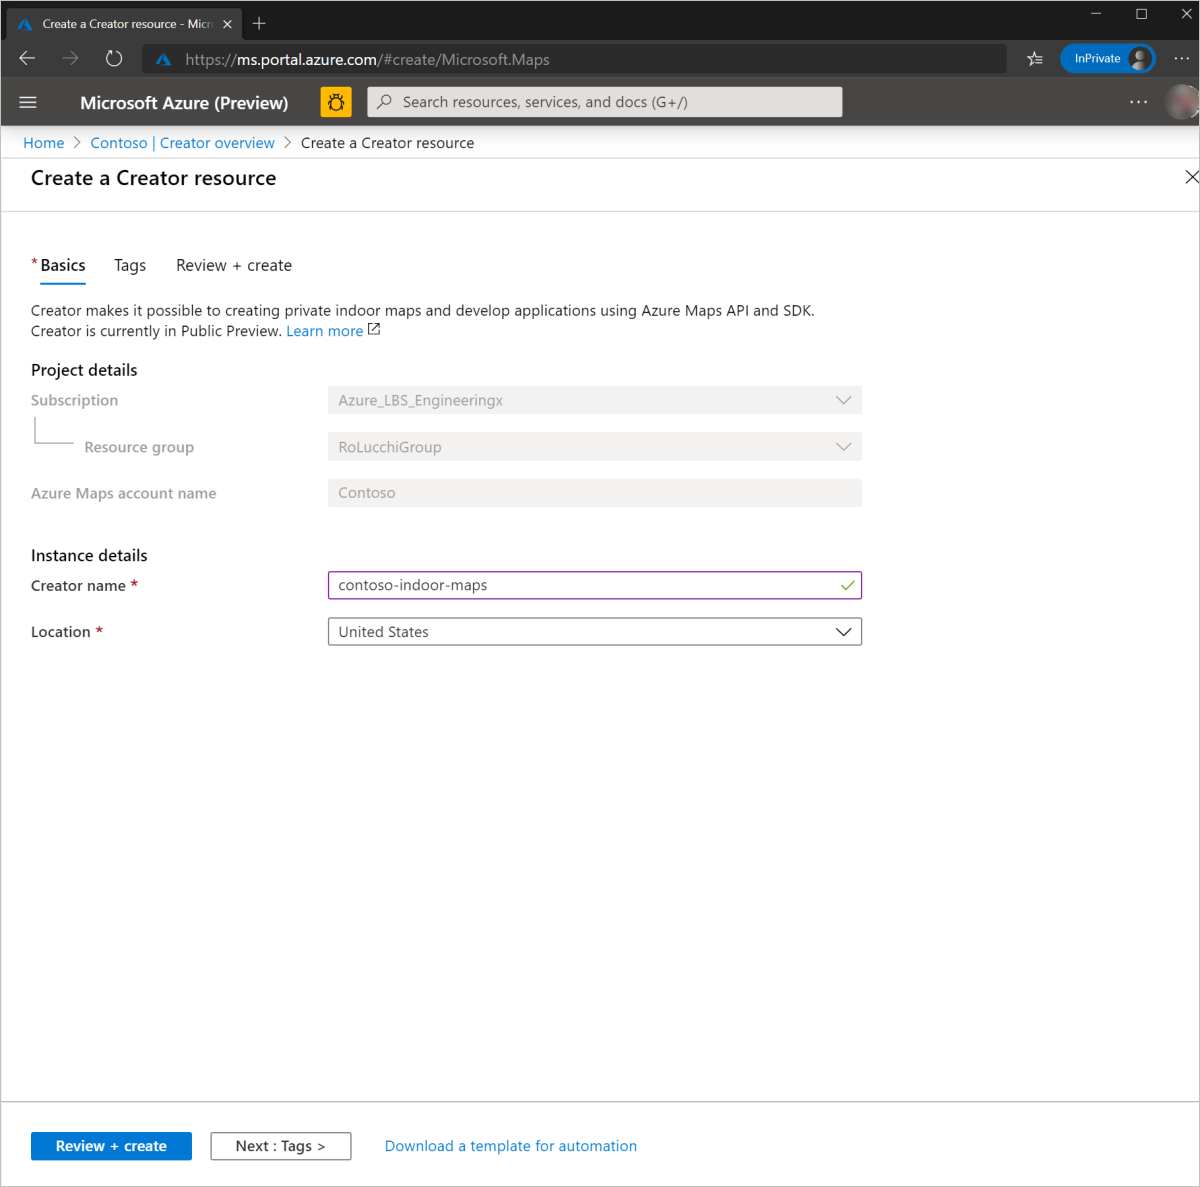 Create a Creator resource - Micr
https://ms.portal.azure.com/#create/Microsoft.Maps
InPrivate
Microsoft Azure (Preview)
Search resources, services, and docs (G+/)
Home > Contoso | Creator overview > Create a Creator resource
Create a Creator resource
* Basics Tags Review + create
Creator makes it possible to creating private indoor maps and develop applications using Azure Maps API and SDK.
Creator is currently in Public Preview. Learn more
Project details
Subscription Azure_LBS_Engineeringx
Resource group RoLucchiGroup
Azure Maps account name Contoso
Instance details
Creator name * contoso-indoor-maps
Location * United States
Review + create Next : Tags > Download a template for automation